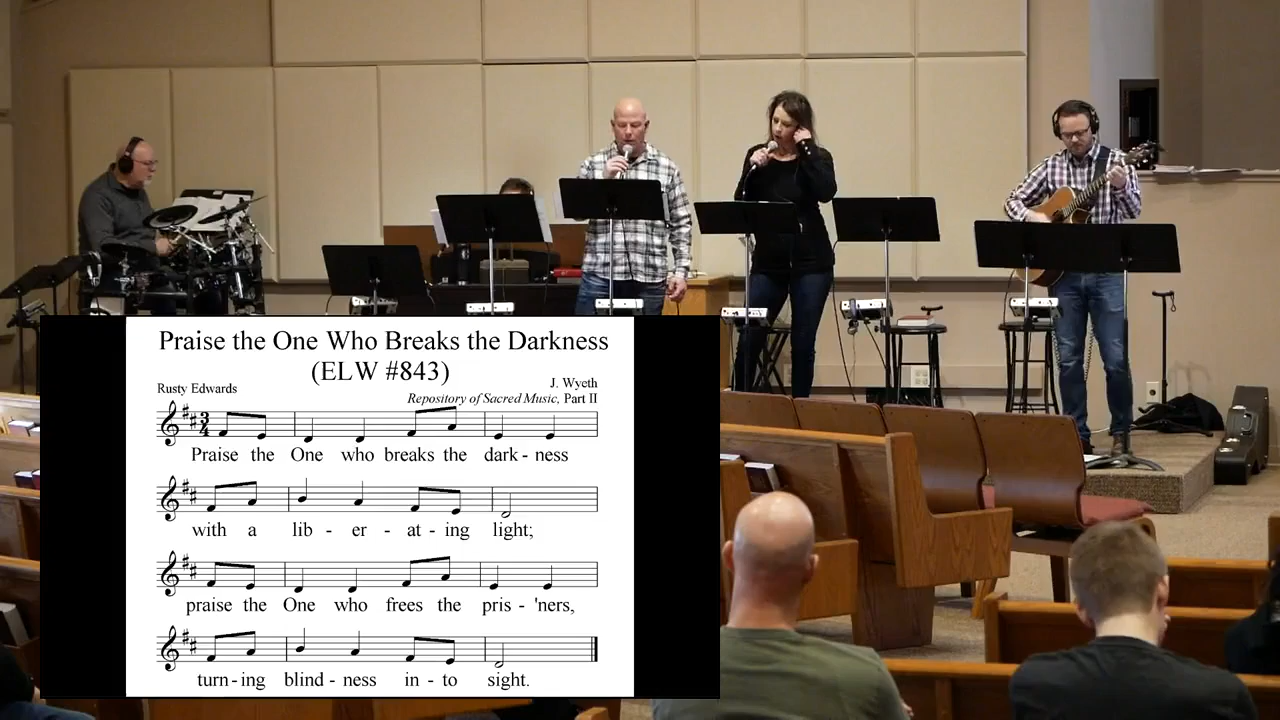 Praise the One Who Breaks the Darkness
(ELW #843)
Rusty Edwards
J. Wyeth
Repository of Sacred Music, Part II
3
4
Praise the One who breaks the dark - ness
with a lib - er - at - ing light;
praise the One who frees the pris - 'ners,
turn - ing blind - ness in - to sight.